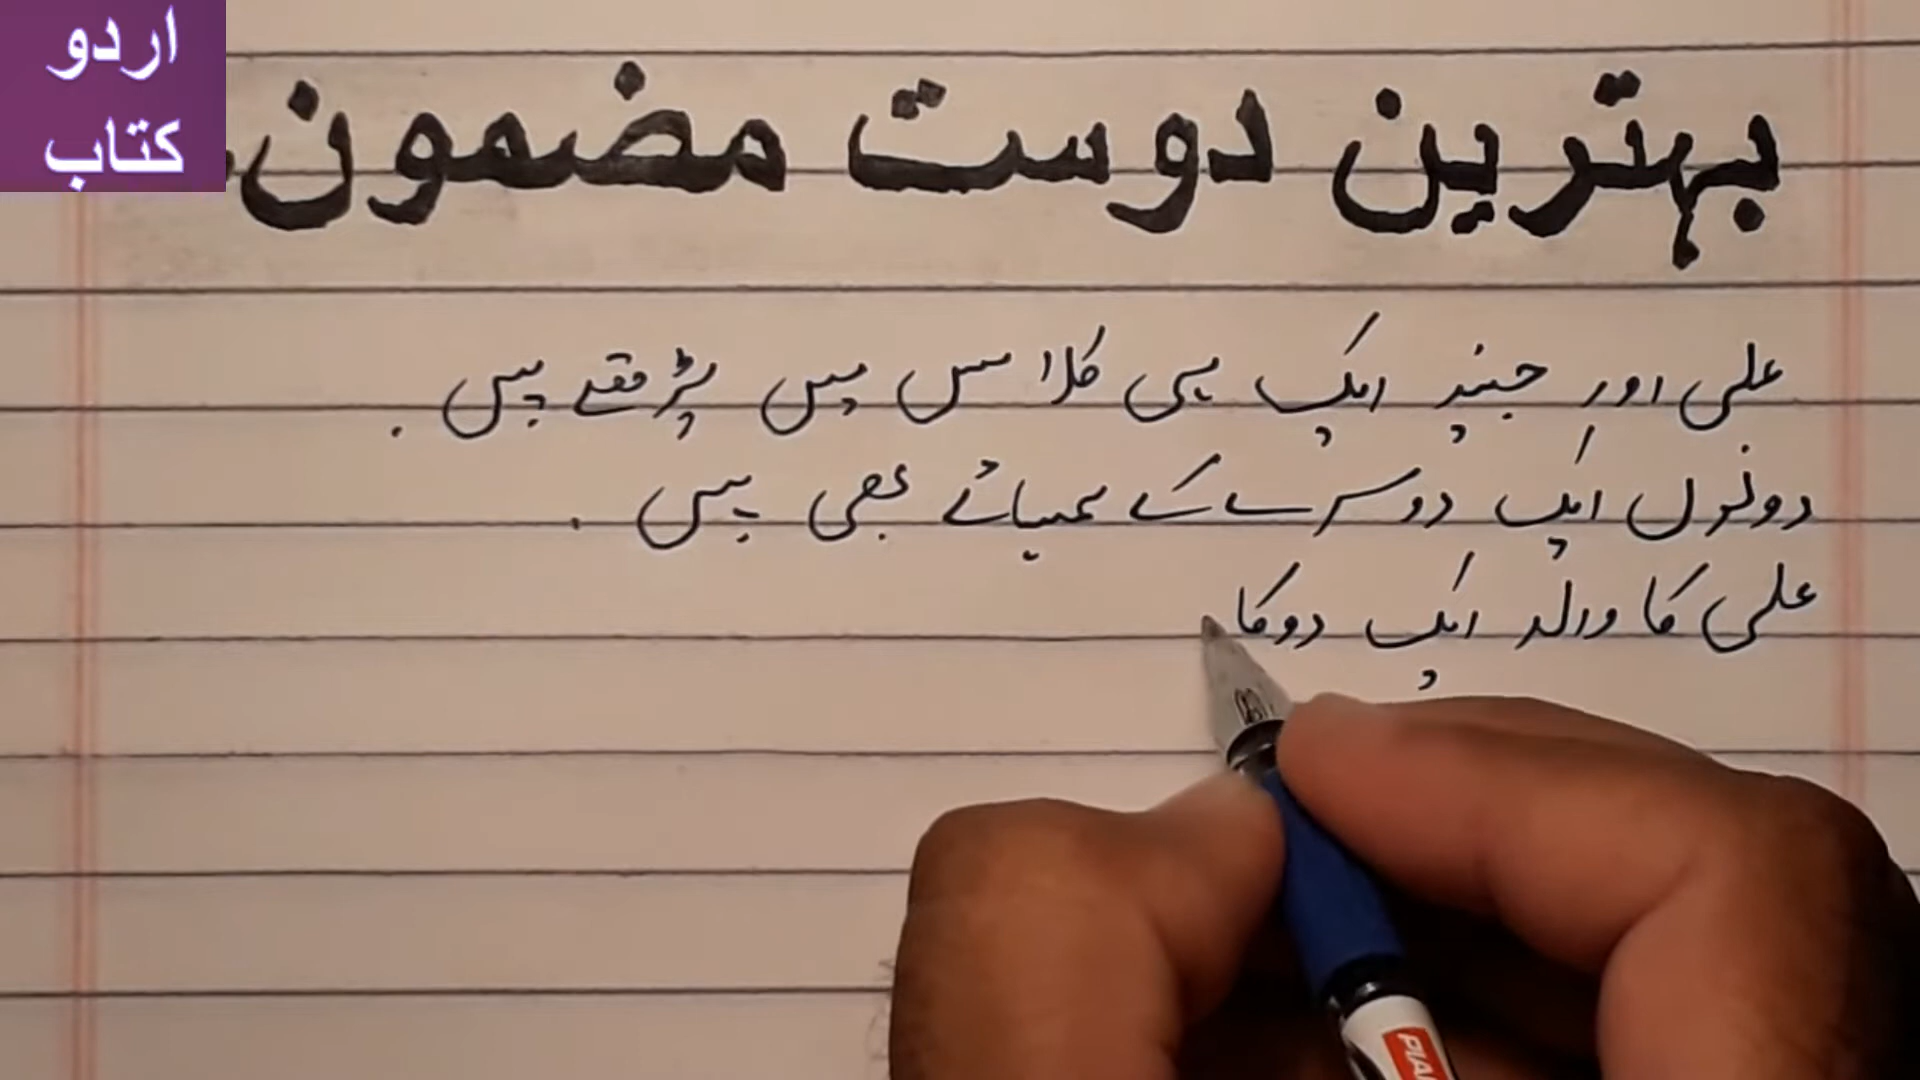 اردو
کتاب
بہترین دوست مضمون
علی اور جنید ایک ہی کلاس میں پڑھتے ہیں .
دونوں ایک دوسرے کے ہمسائے بھی ہیں .
علی کا والد ایک دوکا